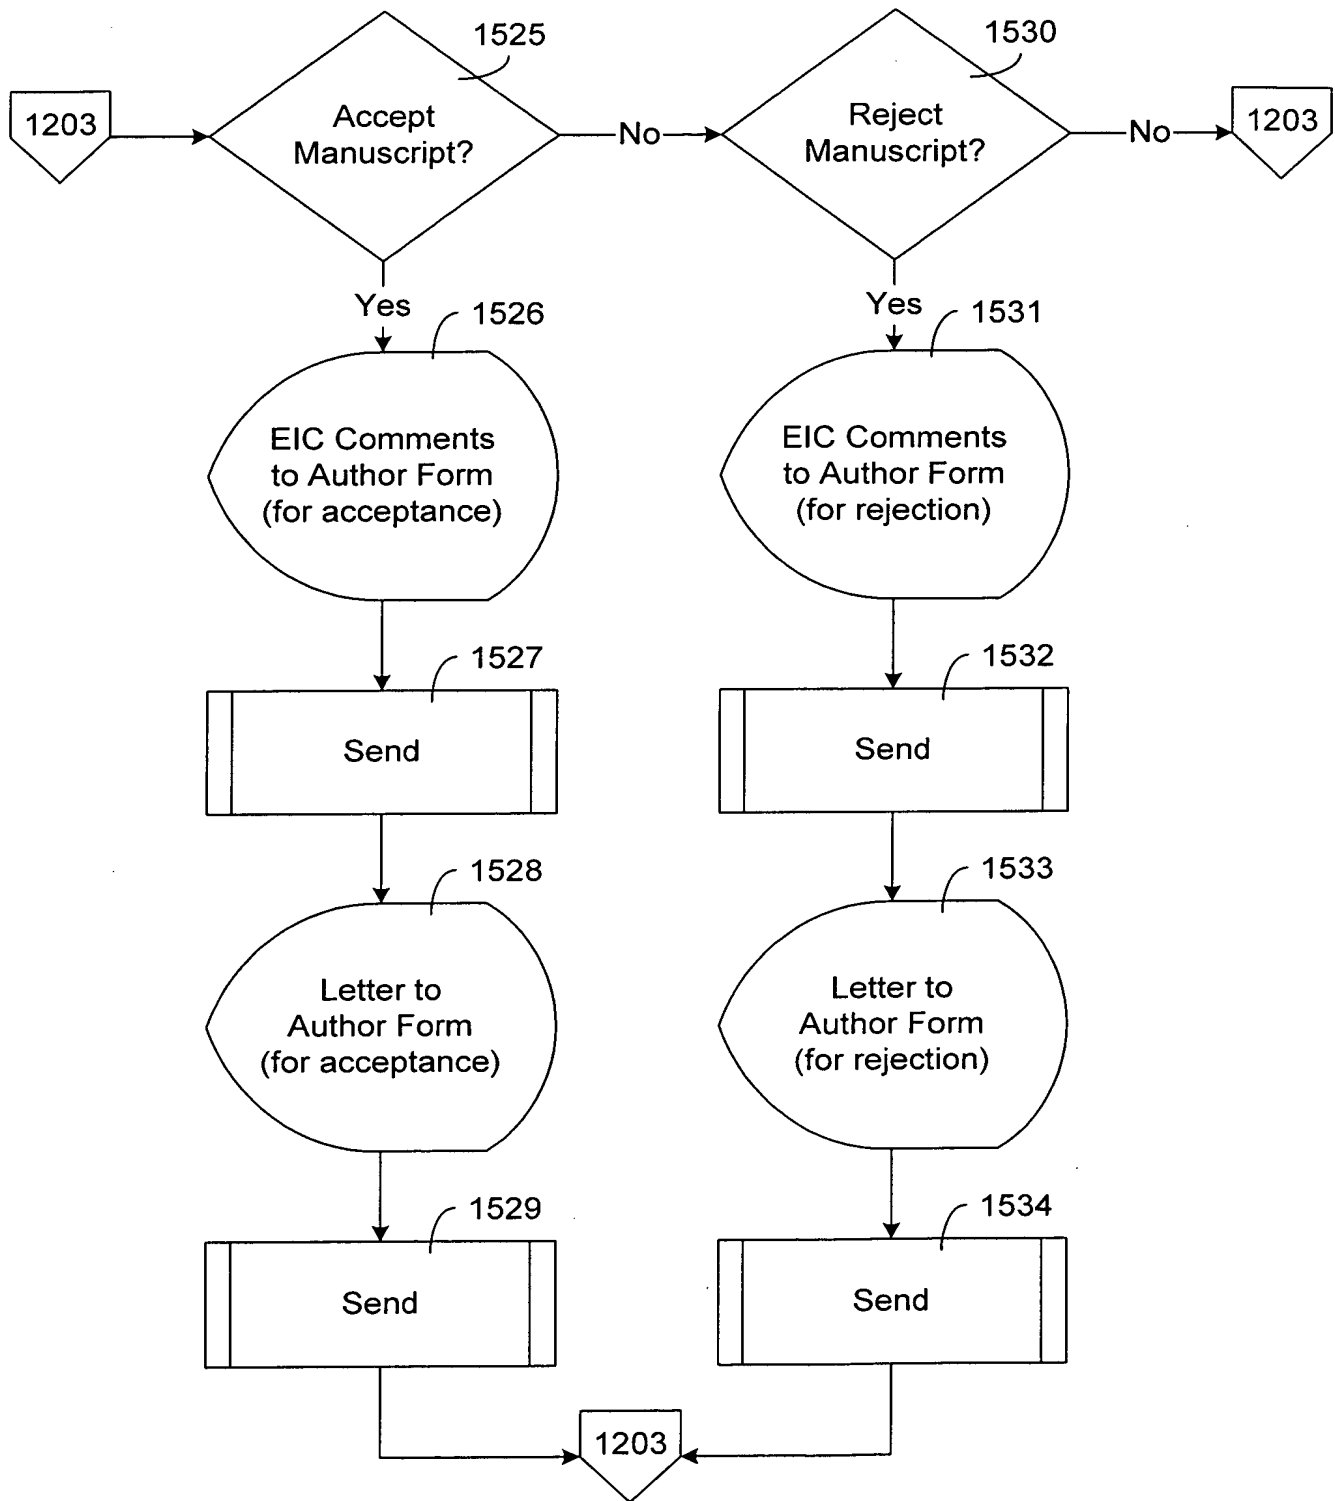 1525
1530
1203
Accept
Manuscript?
No
Reject
Manuscript?
No
1203
Yes
1526
Yes
1531
EIC Comments
to Author Form
(for acceptance)
EIC Comments
to Author Form
(for rejection)
1527
Send
1532
Send
1528
Letter to
Author Form
(for acceptance)
1533
Letter to
Author Form
(for rejection)
1529
Send
1534
Send
1203